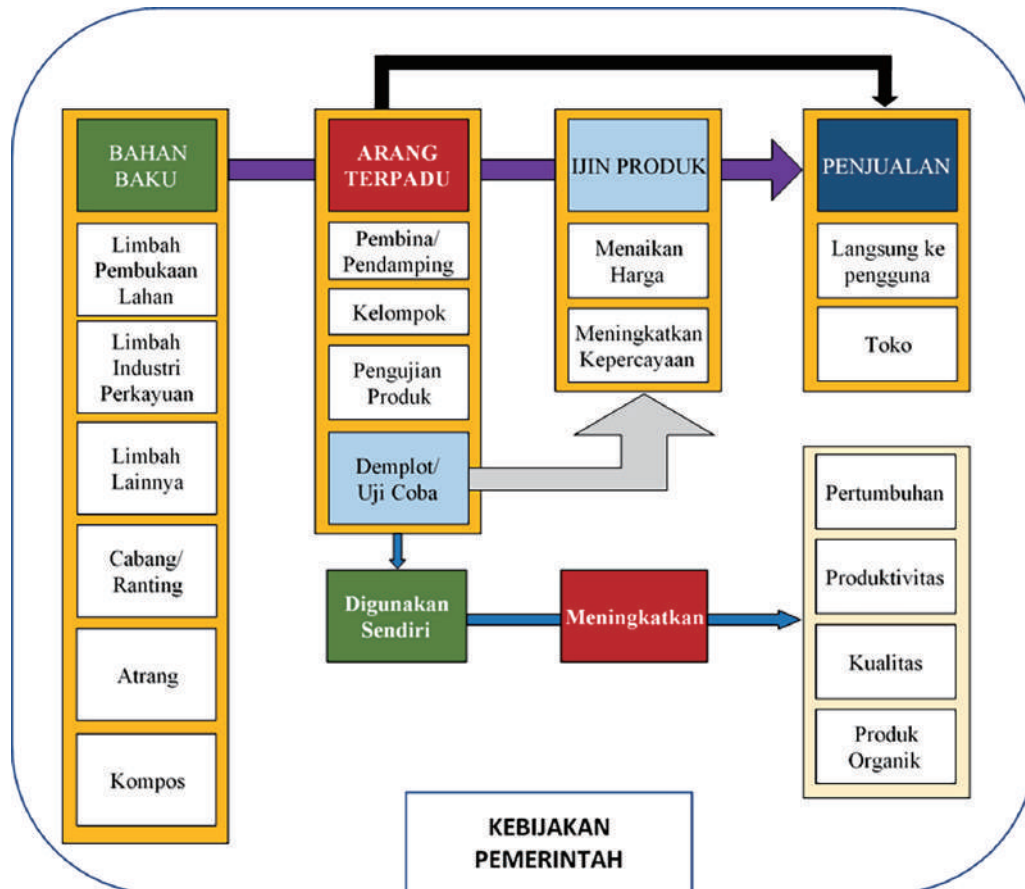 BAHAN
BAKU
Limbah
Pembukaan
Lahan
Limbah
Industri
Perkayuan
Limbah
Lainnya
Cabang/
Ranting
Atrang
Kompos
ARANG
TERPADU
Pembina/
Pendamping
Kelompok
Pengujian
Produk
Demplot/
Uji Coba
IJIN PRODUK
Menaikan
Harga
Meningkatkan
Kepercayaan
PENJUALAN
Langsung ke
pengguna
Toko
Digunakan
Sendiri
Meningkatkan
Pertumbuhan
Produktivitas
Kualitas
Produk
Organik
KEBIJAKAN
PEMERINTAH